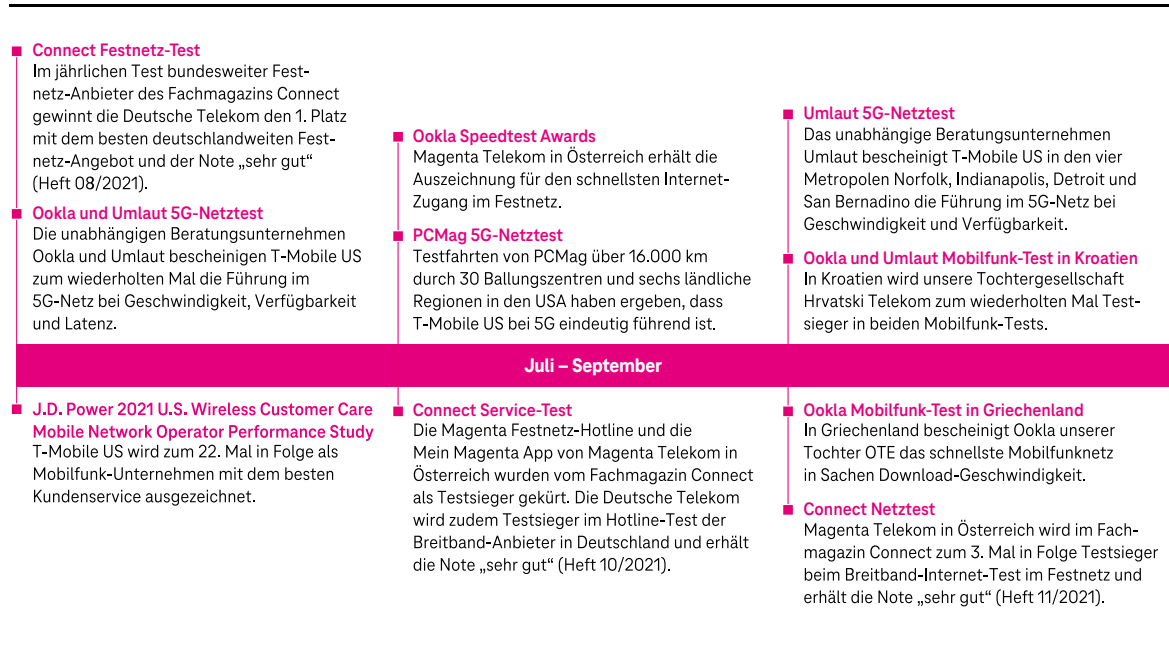 Connect Festnetz-Test
Im jährlichen Test bundesweiter Fest-
netz-Anbieter des Fachmagazins Connect
gewinnt die Deutsche Telekom den 1. Platz
mit dem besten deutschlandweiten Fest-
netz-Angebot und der Note „sehr gut“
(Heft 08/2021).
Ookla und Umlaut 5G-Netztest
Die unabhängigen Beratungsunternehmen
Ookla und Umlaut bescheinigen T-Mobile US
zum wiederholten Mal die Führung im
5G-Netz bei Geschwindigkeit, Verfügbarkeit
und Latenz.
Ookla Speedtest Awards
Magenta Telekom in Österreich erhält die
Auszeichnung für den schnellsten Internet-
Zugang im Festnetz.
PCMag 5G-Netztest
Testfahrten von PCMag über 16.000 km
durch 30 Ballungszentren und sechs ländliche
Regionen in den USA haben ergeben, dass
T-Mobile US bei 5G eindeutig führend ist.
Umlaut 5G-Netztest
Das unabhängige Beratungsunternehmen
Umlaut bescheinigt T-Mobile US in den vier
Metropolen Norfolk, Indianapolis, Detroit und
San Bernadino die Führung im 5G-Netz bei
Geschwindigkeit und Verfügbarkeit.
Ookla und Umlaut Mobilfunk-Test in Kroatien
In Kroatien wird unsere Tochtergesellschaft
Hrvatski Telekom zum wiederholten Mal Test-
sieger in beiden Mobilfunk-Tests.
Juli – September
J.D. Power 2021 U.S. Wireless Customer Care
Mobile Network Operator Performance Study
T-Mobile US wird zum 22. Mal in Folge als
Mobilfunk-Unternehmen mit dem besten
Kundenservice ausgezeichnet.
Connect Service-Test
Die Magenta Festnetz-Hotline und die
Mein Magenta App von Magenta Telekom in
Österreich wurden vom Fachmagazin Connect
als Testsieger gekürt. Die Deutsche Telekom
wird zudem Testsieger im Hotline-Test der
Breitband-Anbieter in Deutschland und erhält
die Note „sehr gut“ (Heft 10/2021).
Ookla Mobilfunk-Test in Griechenland
In Griechenland bescheinigt Ookla unserer
Tochter OTE das schnellste Mobilfunknetz
in Sachen Download-Geschwindigkeit.
Connect Netztest
Magenta Telekom in Österreich wird im Fach-
magazin Connect zum 3. Mal in Folge Testsieger
beim Breitband-Internet-Test im Festnetz und
erhält die Note „sehr gut“ (Heft 11/2021).